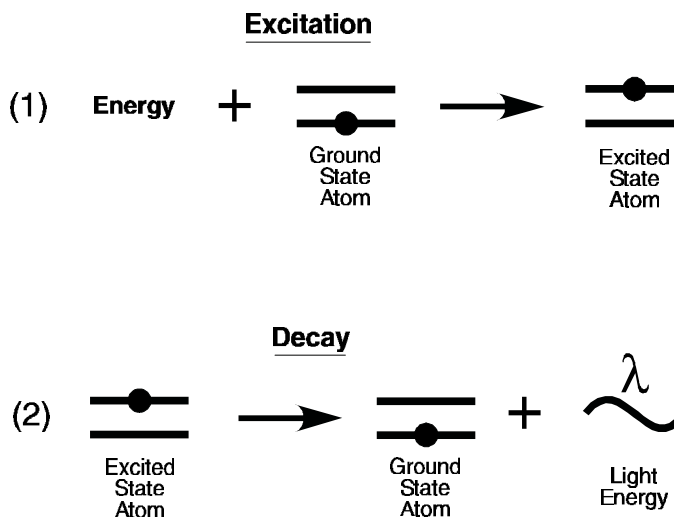 Excitation
(1) Energy +
Ground
State
Atom
Excited
State
Atom
Decay
(2)
Excited
State
Atom
Ground
State
Atom
+
λ
Light
Energy